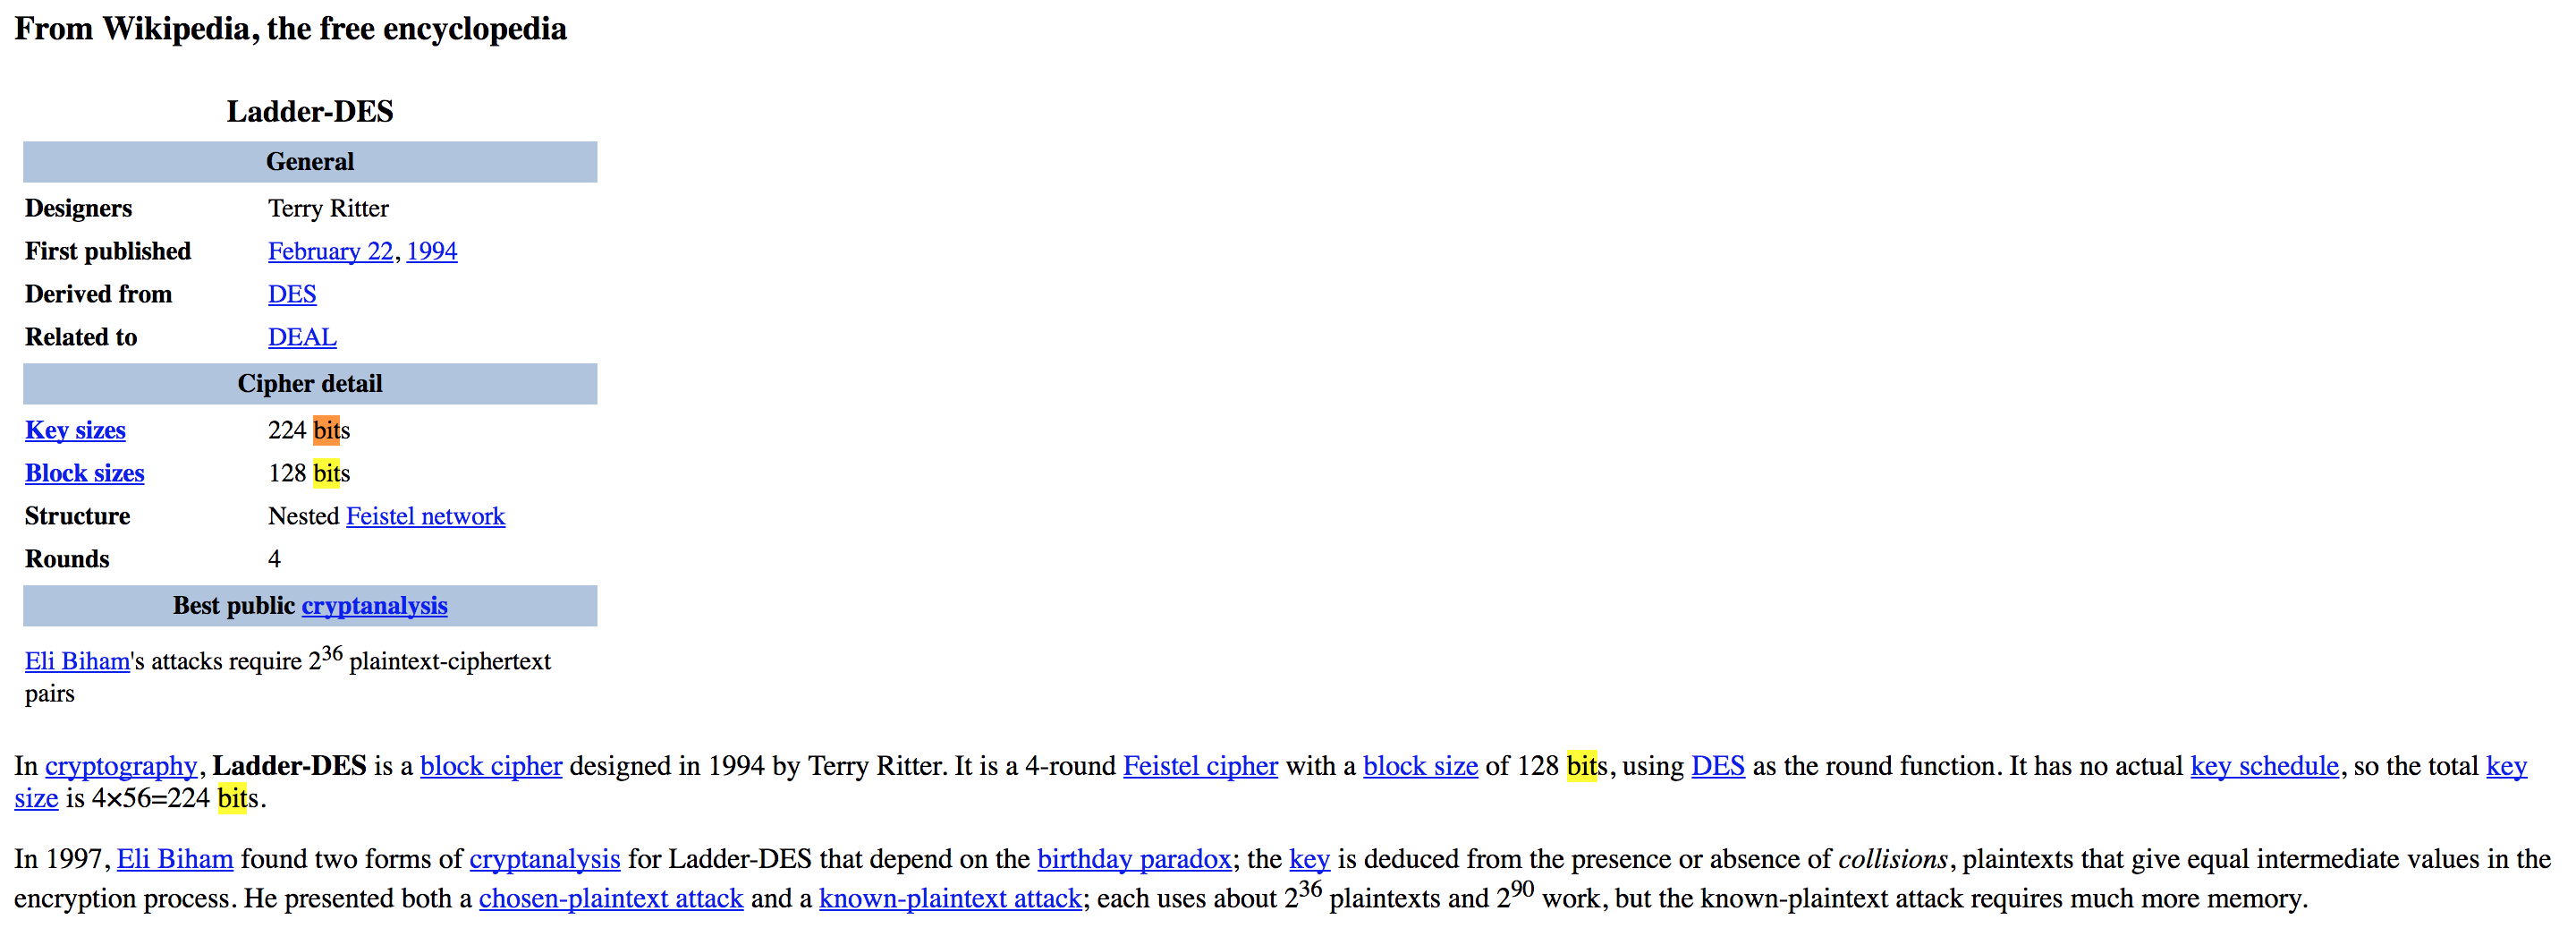 From Wikipedia, the free encyclopedia
Ladder-DES
General
Designers Terry Ritter
First published February 22, 1994
Derived from DES
Related to DEAL
Cipher detail
Key sizes 224 bits
Block sizes 128 bits
Structure Nested Feistel network
Rounds 4
Best public cryptanalysis
Eli Biham's attacks require 2^36 plaintext-ciphertext
pairs
In cryptography, Ladder-DES is a block cipher designed in 1994 by Terry Ritter. It is a 4-round Feistel cipher with a block size of 128 bits, using DES as the round function. It has no actual key schedule, so the total key
size is 4×56=224 bits.
In 1997, Eli Biham found two forms of cryptanalysis for Ladder-DES that depend on the birthday paradox; the key is deduced from the presence or absence of collisions, plaintexts that give equal intermediate values in the
encryption process. He presented both a chosen-plaintext attack and a known-plaintext attack; each uses about 2^36 plaintexts and 2^90 work, but the known-plaintext attack requires much more memory.